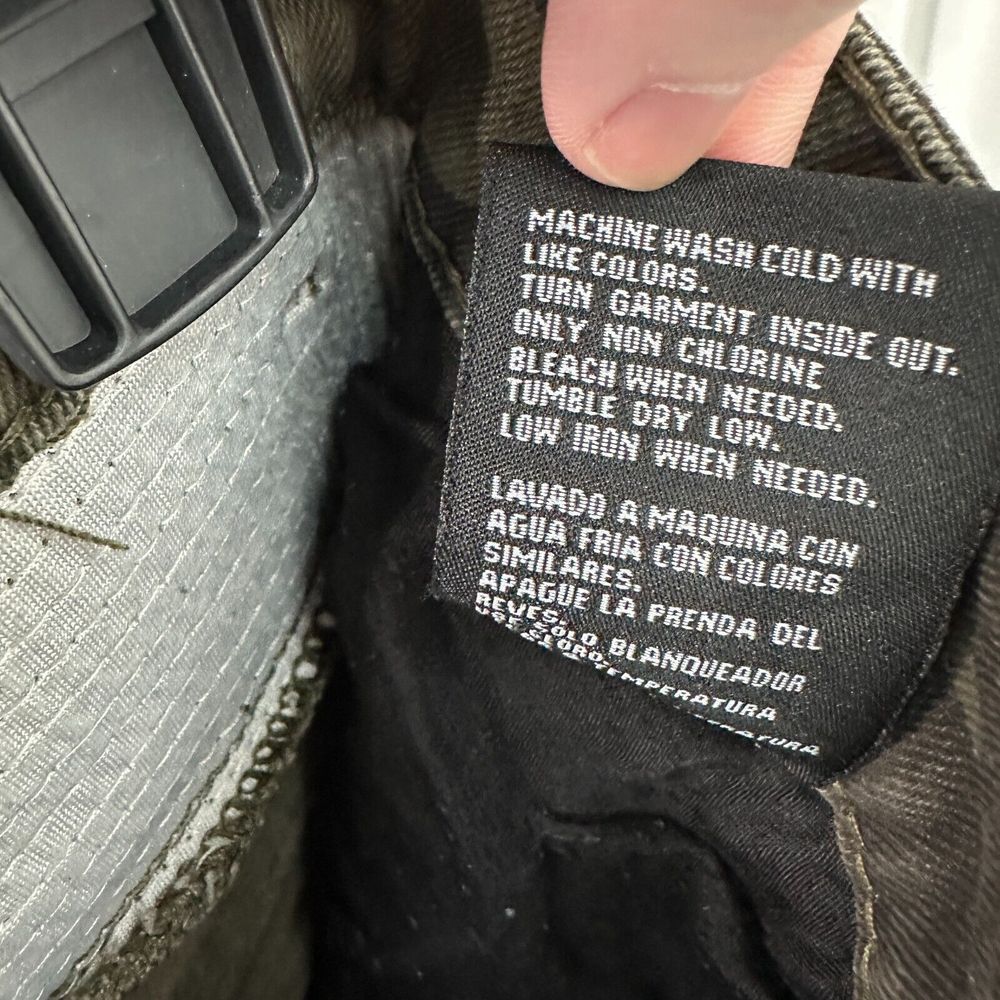 MACHINE WASH COLD WITH
LIKE COLORS.
TURN GARMENT INSIDE OUT.
ONLY NON CHLORINE
BLEACH WHEN NEEDED.
TUMBLE DRY LOW.
LOW IRON WHEN NEEDED.
LAVADO A MAQUINA CON
AGUA FRIA CON COLORES
SIMILARES.
APAGUE LA PRENDA DEL
REVES. SOLO BLANQUEADOR
TEMPERATURA